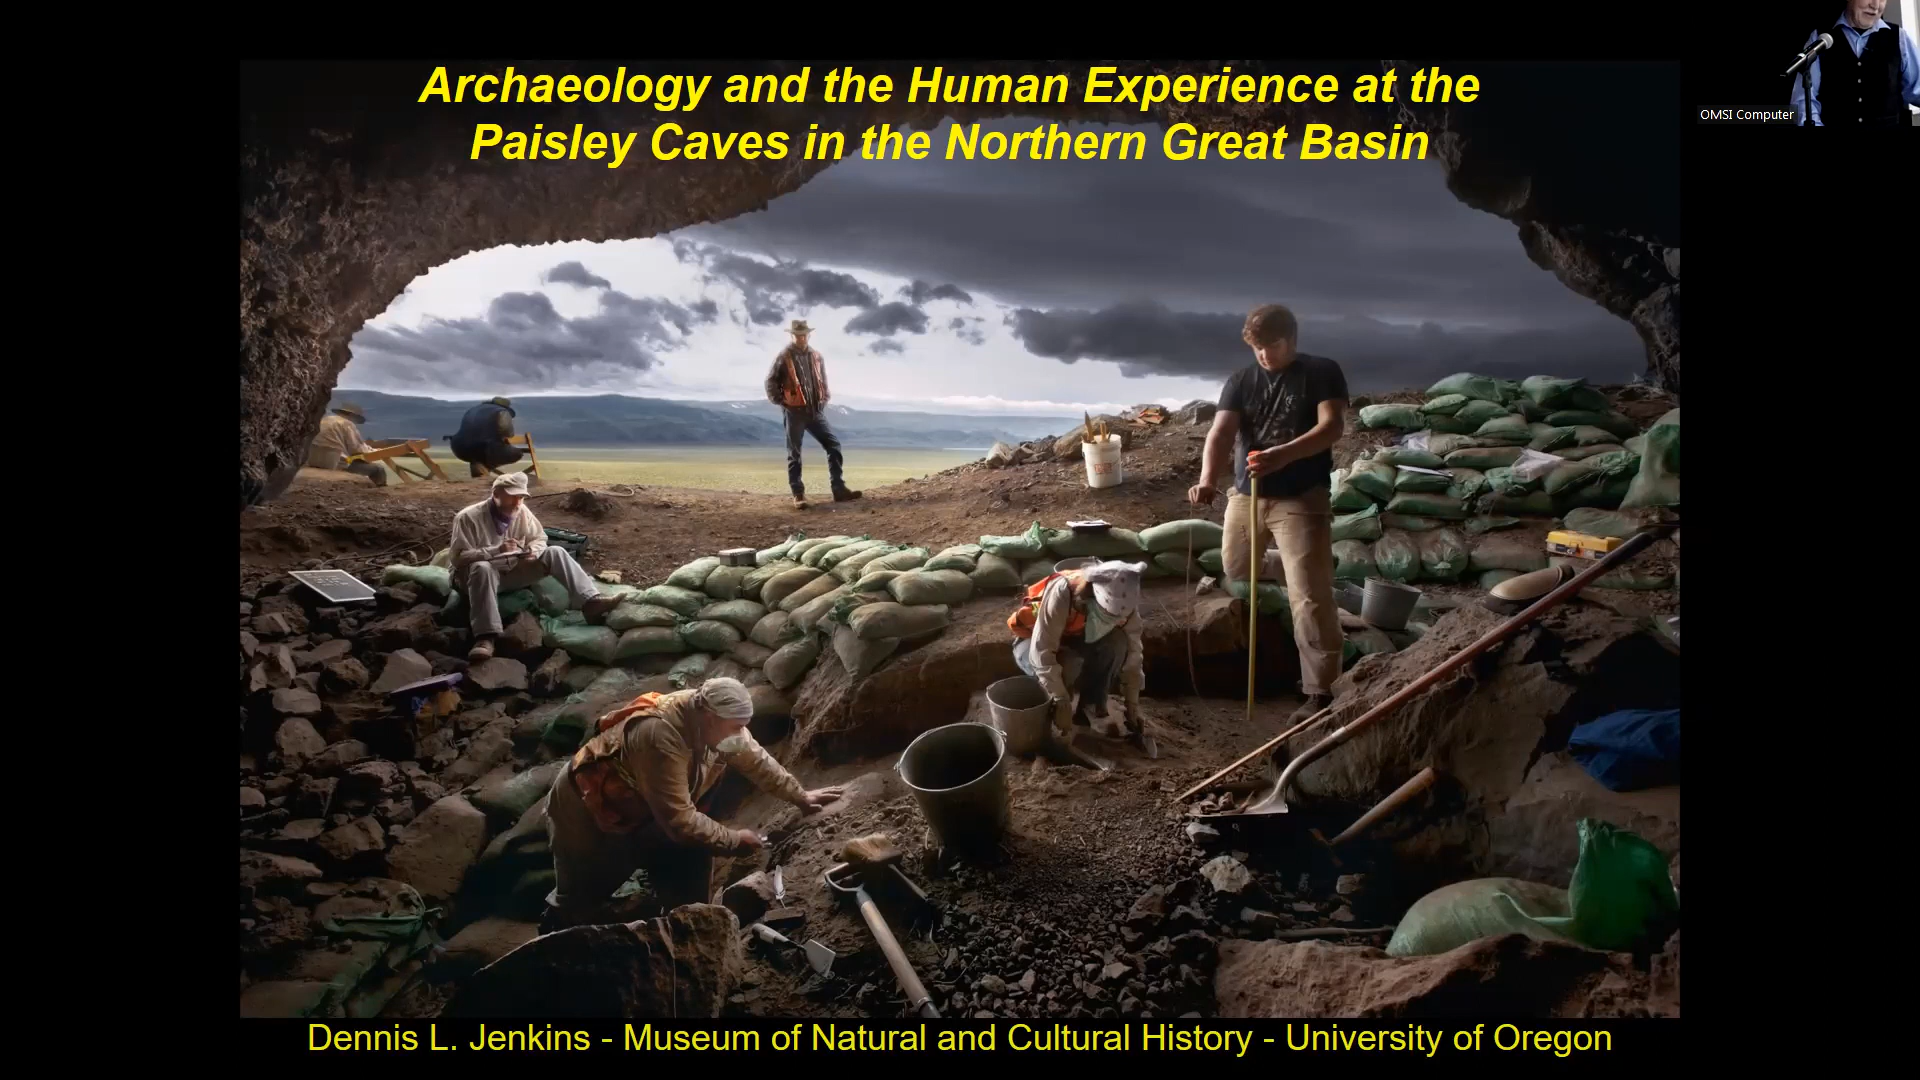 Archaeology and the Human Experience at the
Paisley Caves in the Northern Great Basin
OMSI Computer
Dennis L. Jenkins - Museum of Natural and Cultural History - University of Oregon